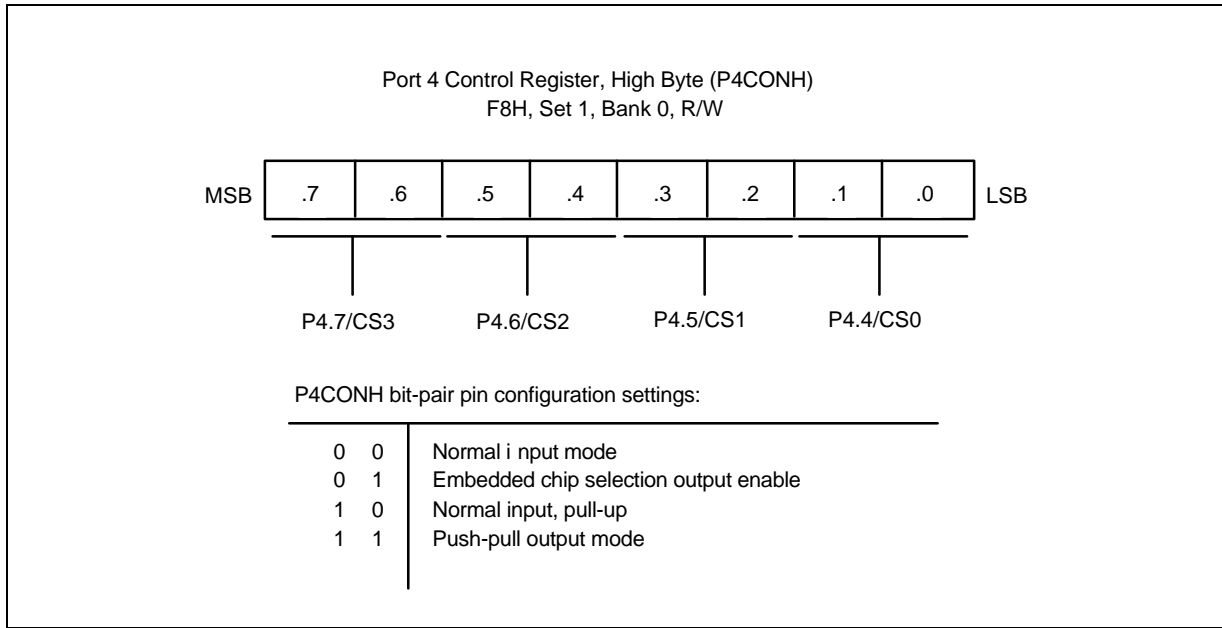 Port 4 Control Register, High Byte (P4CONH)
F8H, Set 1, Bank 0, R/W
MSB .7 .6 .5 .4 .3 .2 .1 .0 LSB
P4.7/CS3 P4.6/CS2 P4.5/CS1 P4.4/CS0
P4CONH bit-pair pin configuration settings:
0 0 Normal i nput mode
0 1 Embedded chip selection output enable
1 0 Normal input, pull-up
1 1 Push-pull output mode